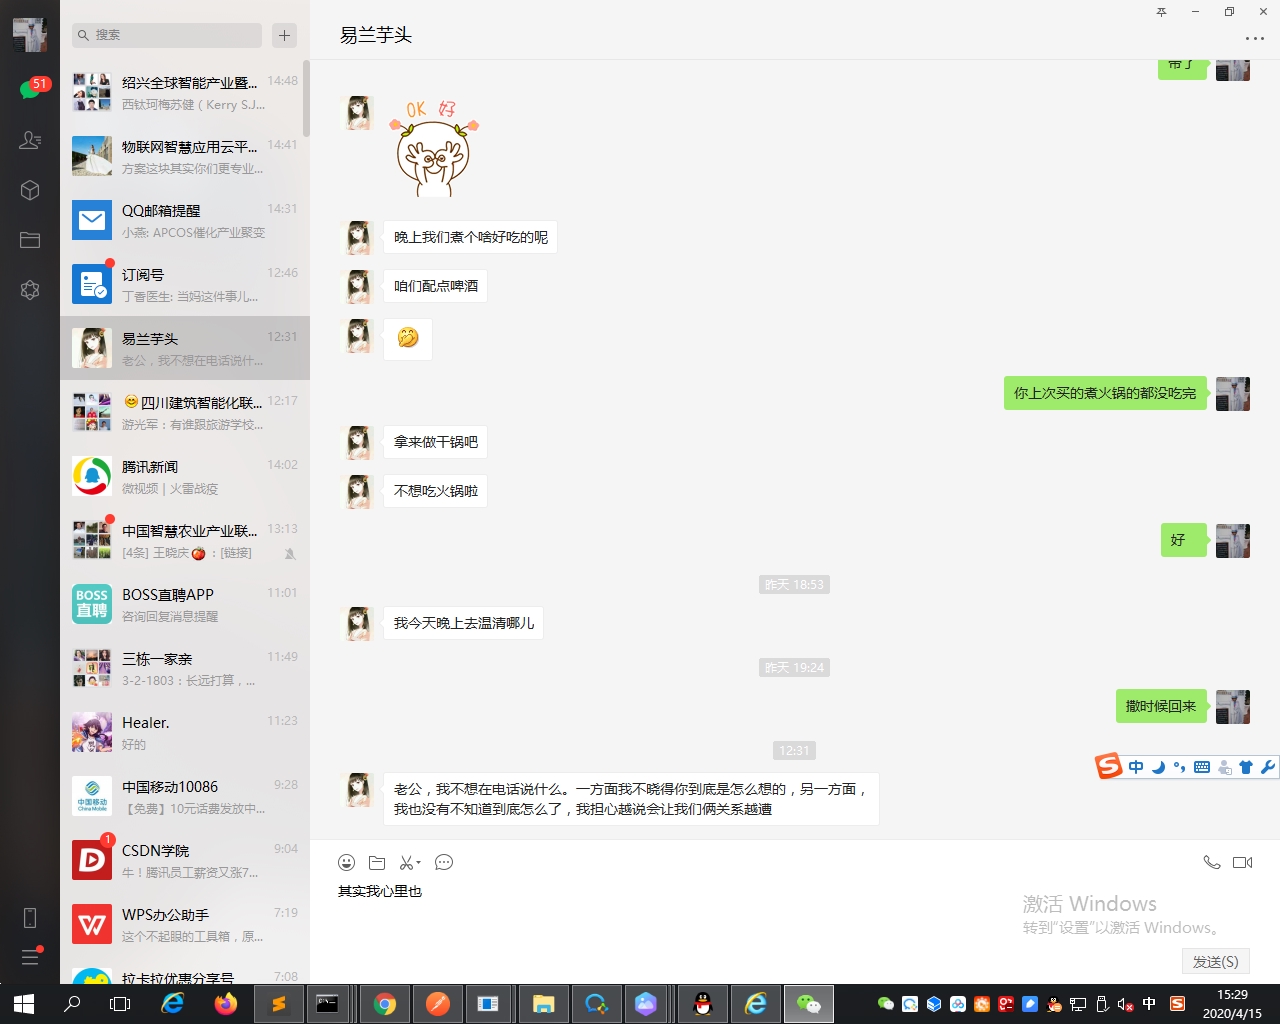 搜索
易兰芋头
51
绍兴全球智能产业暨... 14:48
西钛珂梅苏健（Kerry SJ...
物联网智慧应用云平... 14:41
方案这块其实你们更专业...
QQ邮箱提醒 14:31
小燕: APCOS催化产业聚变
订阅号 12:46
丁香医生: 当妈这件事儿...
易兰芋头 12:31
老公，我不想在电话说什...
四川建筑智能化联... 12:17
游光军：有谁跟旅游学校...
腾讯新闻 14:02
微视频 | 火雷战疫
中国智慧农业产业联... 13:13
[4条] 王晓庆：[链接]
BOSS直聘
BOSS直聘APP 11:01
咨询回复消息提醒
三栋一家亲 11:49
3-2-1803：长远打算，...
Healer. 11:23
好的
中国移动
China Mobile
中国移动10086 9:28
【免费】10元话费发放中...
1
CSDN学院 9:04
牛！腾讯员工薪资又涨7...
WPS办公助手 7:19
这个不起眼的工具箱，原...
拉卡拉优惠分享号 7:08
带了
OK 好
晚上我们煮个啥好吃的呢
咱们配点啤酒
你上次买的煮火锅的都没吃完
拿来做干锅吧
不想吃火锅啦
好
昨天 18:53
我今天晚上去温清哪儿
昨天 19:24
撒时候回来
12:31
中
老公，我不想在电话说什么。一方面我不晓得你到底是怎么想的，另一方面，
我也没有不知道到底怎么了，我担心越说会让我们俩关系越遭
其实我心里也
激活 Windows
转到"设置"以激活 Windows。
发送(S)
中
15:29
2020/4/15